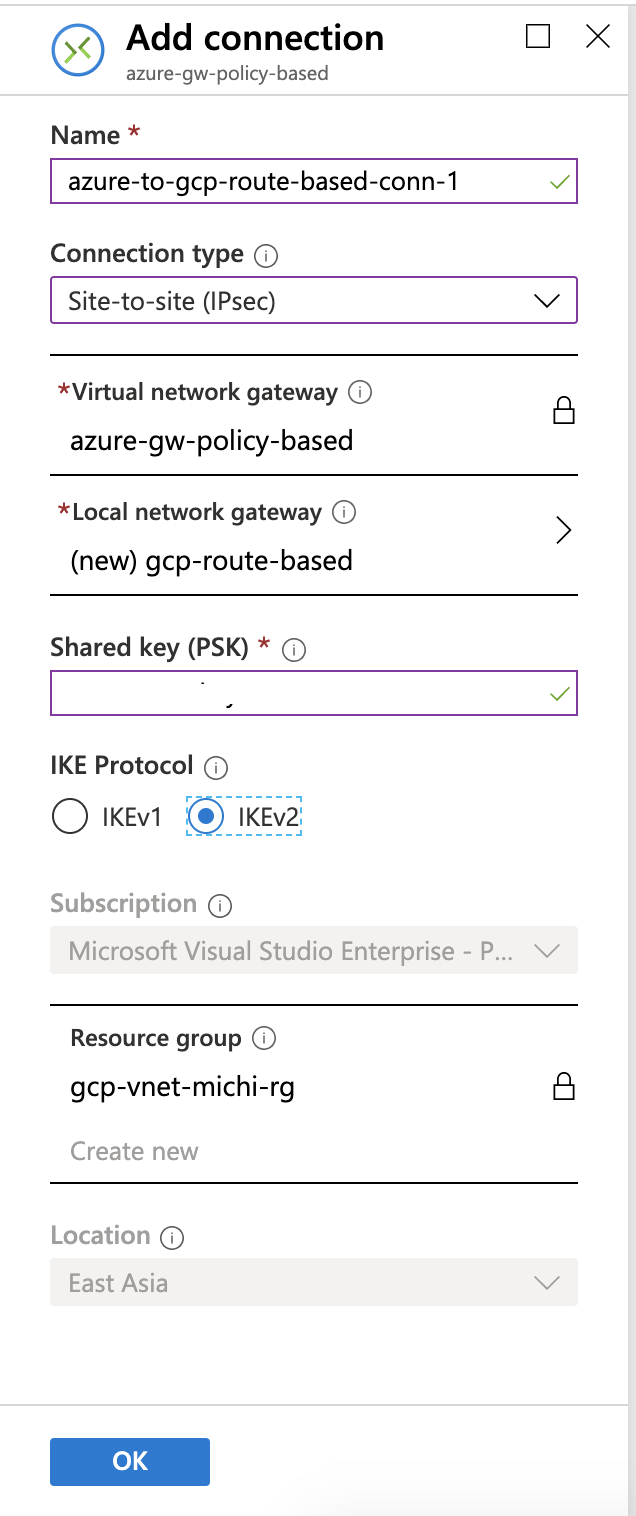 Add connection
azure-gw-policy-based
Name *
azure-to-gcp-route-based-conn-1
Connection type
Site-to-site (IPsec)
*Virtual network gateway
azure-gw-policy-based
*Local network gateway
(new) gcp-route-based
Shared key (PSK) *
IKE Protocol
IKEv1 IKEv2
Subscription
Microsoft Visual Studio Enterprise - P...
Resource group
gcp-vnet-michi-rg
Create new
Location
East Asia
OK